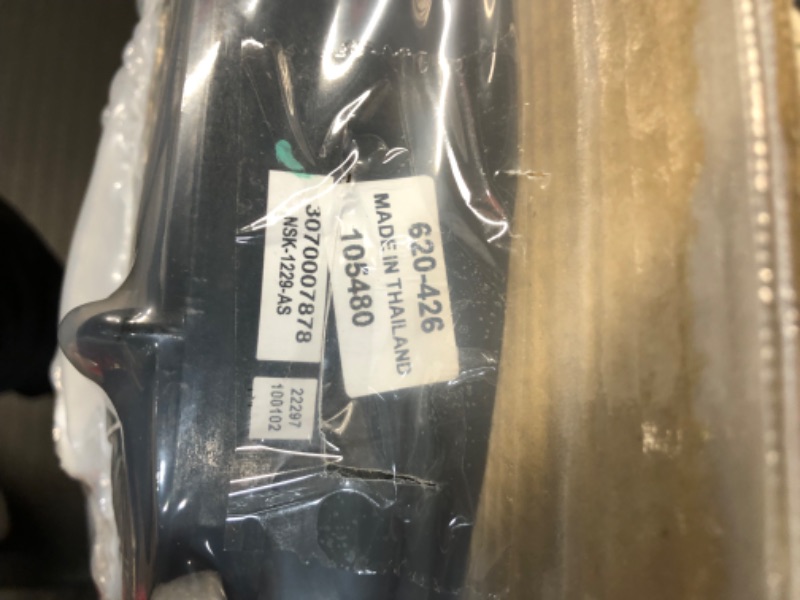 620-426
MADE IN THAILAND
105480
3070007878
NSK-1229-AS
22297
100102